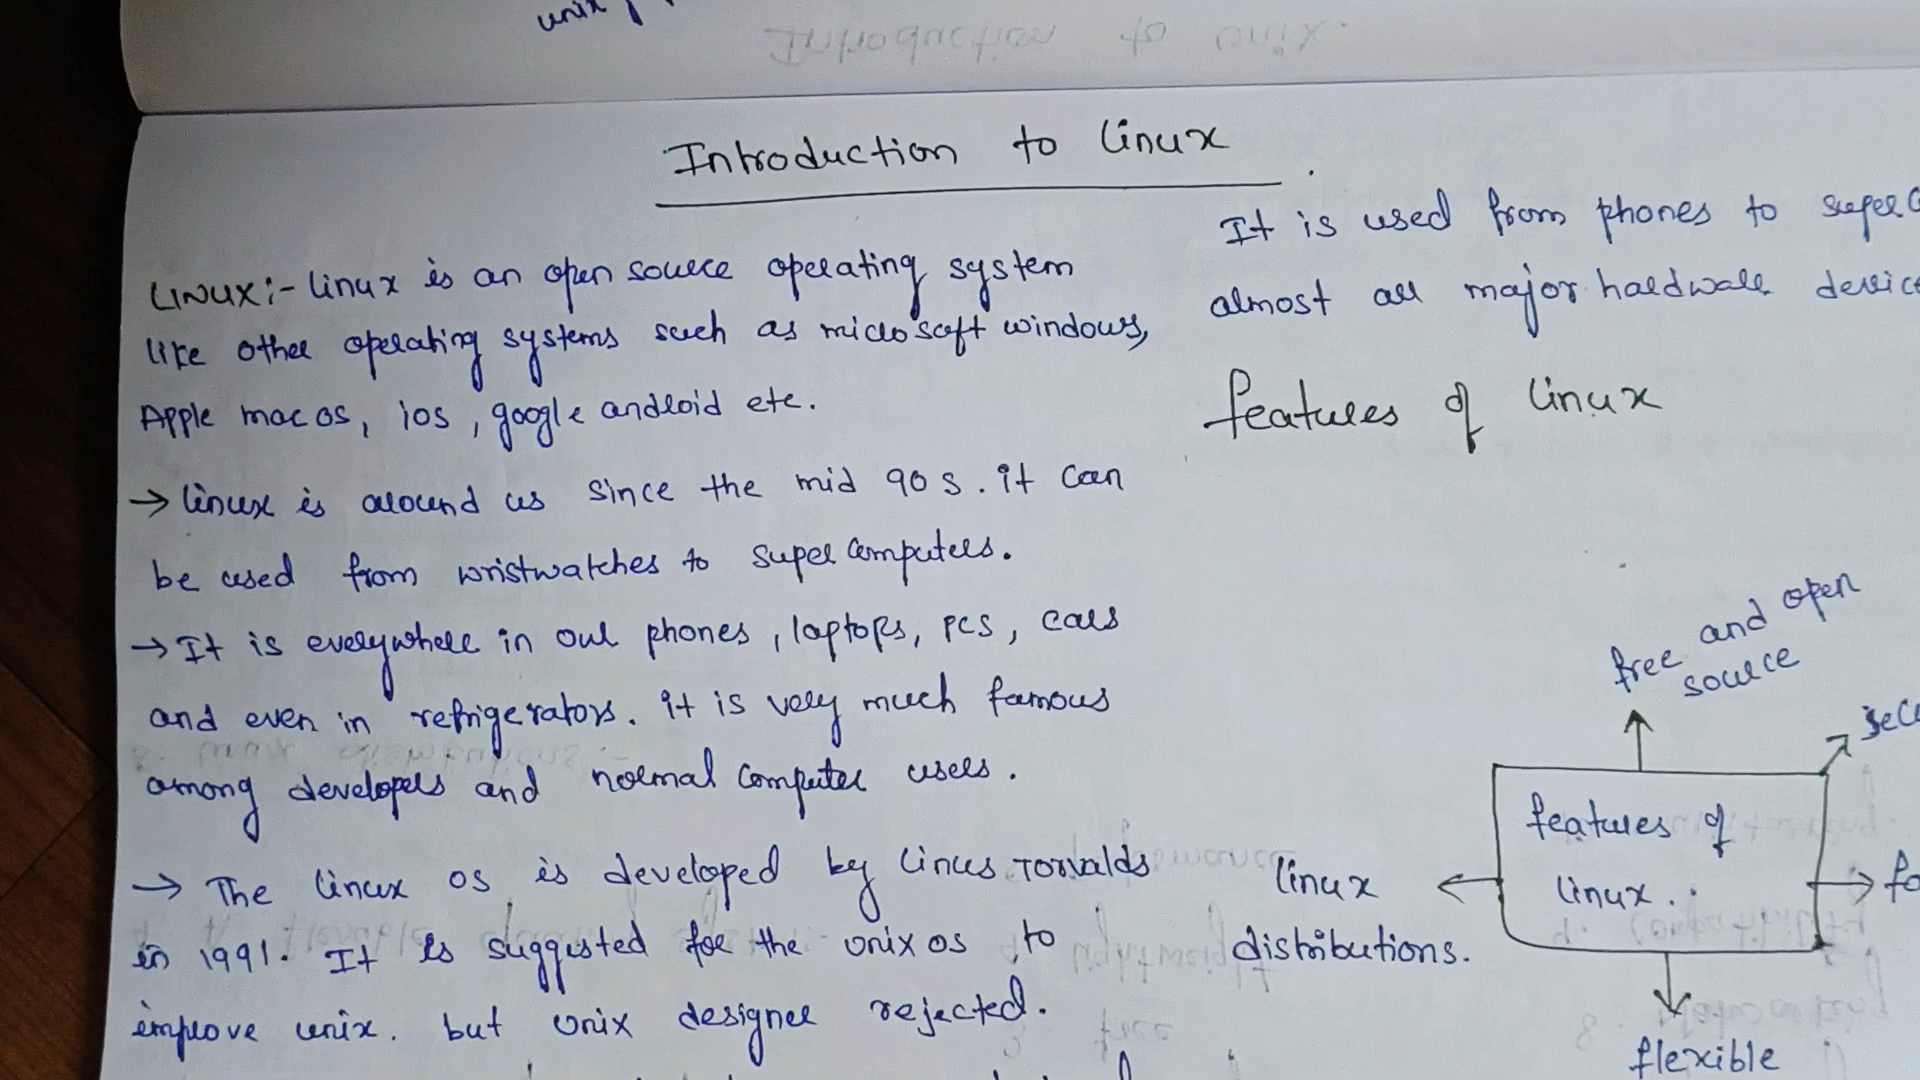 unix
Introduction to linux
LINUX:- linux is an open source operating system
like other operating systems such as microsoft windows,
Apple mac os, ios, google android etc.
→ linux is around us since the mid 90s. it can
be used from wristwatches to super computers.
→ It is everywhere in our phones, laptops, pcs, cars
and even in refrigerators. it is very much famous
among developers and normal computer users.
→ The linux os is developed by linus Torvalds
in 1991. It is suggusted for the unix os to
improve unix. but unix designer rejected.
It is used from phones to super
almost all major hardware
features of linux
free and open
source
features of
linux.
linux
distributions.
flexible